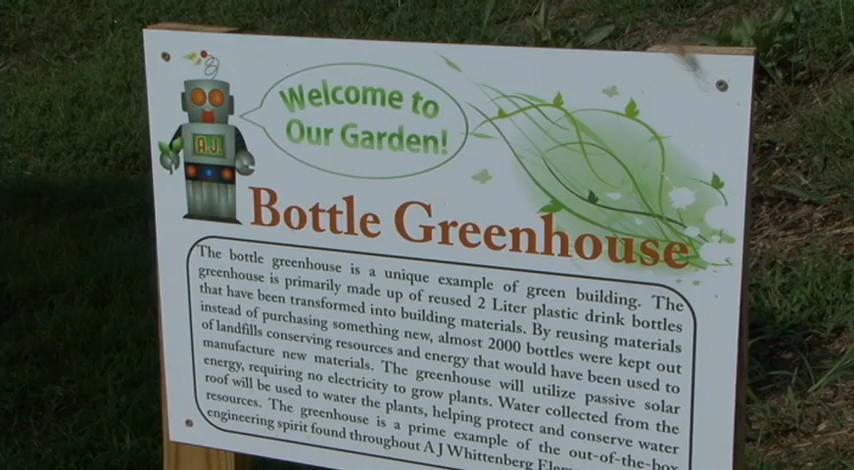 Welcome to
Our Garden!
A.J.
Bottle Greenhouse
The bottle greenhouse is a unique example of green building. The
greenhouse is primarily made up of reused 2 Liter plastic drink bottles
that have been transformed into building materials. By reusing materials
instead of purchasing something new, almost 2000 bottles were kept out
of landfills conserving resources and energy that would have been used to
manufacture new materials. The greenhouse will utilize passive solar
energy, requiring no electricity to grow plants. Water collected from the
roof will be used to water the plants, helping protect and conserve water
resources. The greenhouse is a prime example of the out-of-the-box
engineering spirit found throughout A J Whittenberg